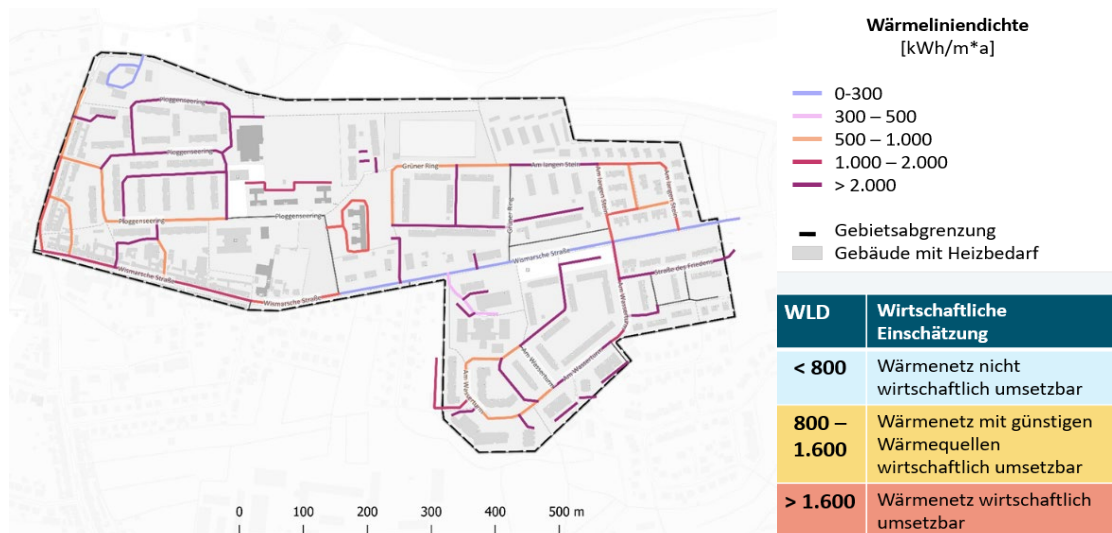 Ploggenseering
Ploggenseering
Ploggenseering
Ploggenseering
Wismarsche Straße
Wismarsche Straße
Grüner Ring
Grüner Ring
Am langen Stein
Am langen Stein
Am langen Stein
Wismarsche Straße
Straße des Friedens
Am Wasserturm
Am Wasserturm
Am Wasserturm
Am Wasserturm
0 100 200 300 400 500 m
Wärmeliniendichte
[kWh/m*a]
0-300
300 – 500
500 – 1.000
1.000 – 2.000
> 2.000
Gebietsabgrenzung
Gebäude mit Heizbedarf
WLD
Wirtschaftliche
Einschätzung
< 800
Wärmenetz nicht
wirtschaftlich umsetzbar
800 –
1.600
Wärmenetz mit günstigen
Wärmequellen
wirtschaftlich umsetzbar
> 1.600
Wärmenetz wirtschaftlich
umsetzbar